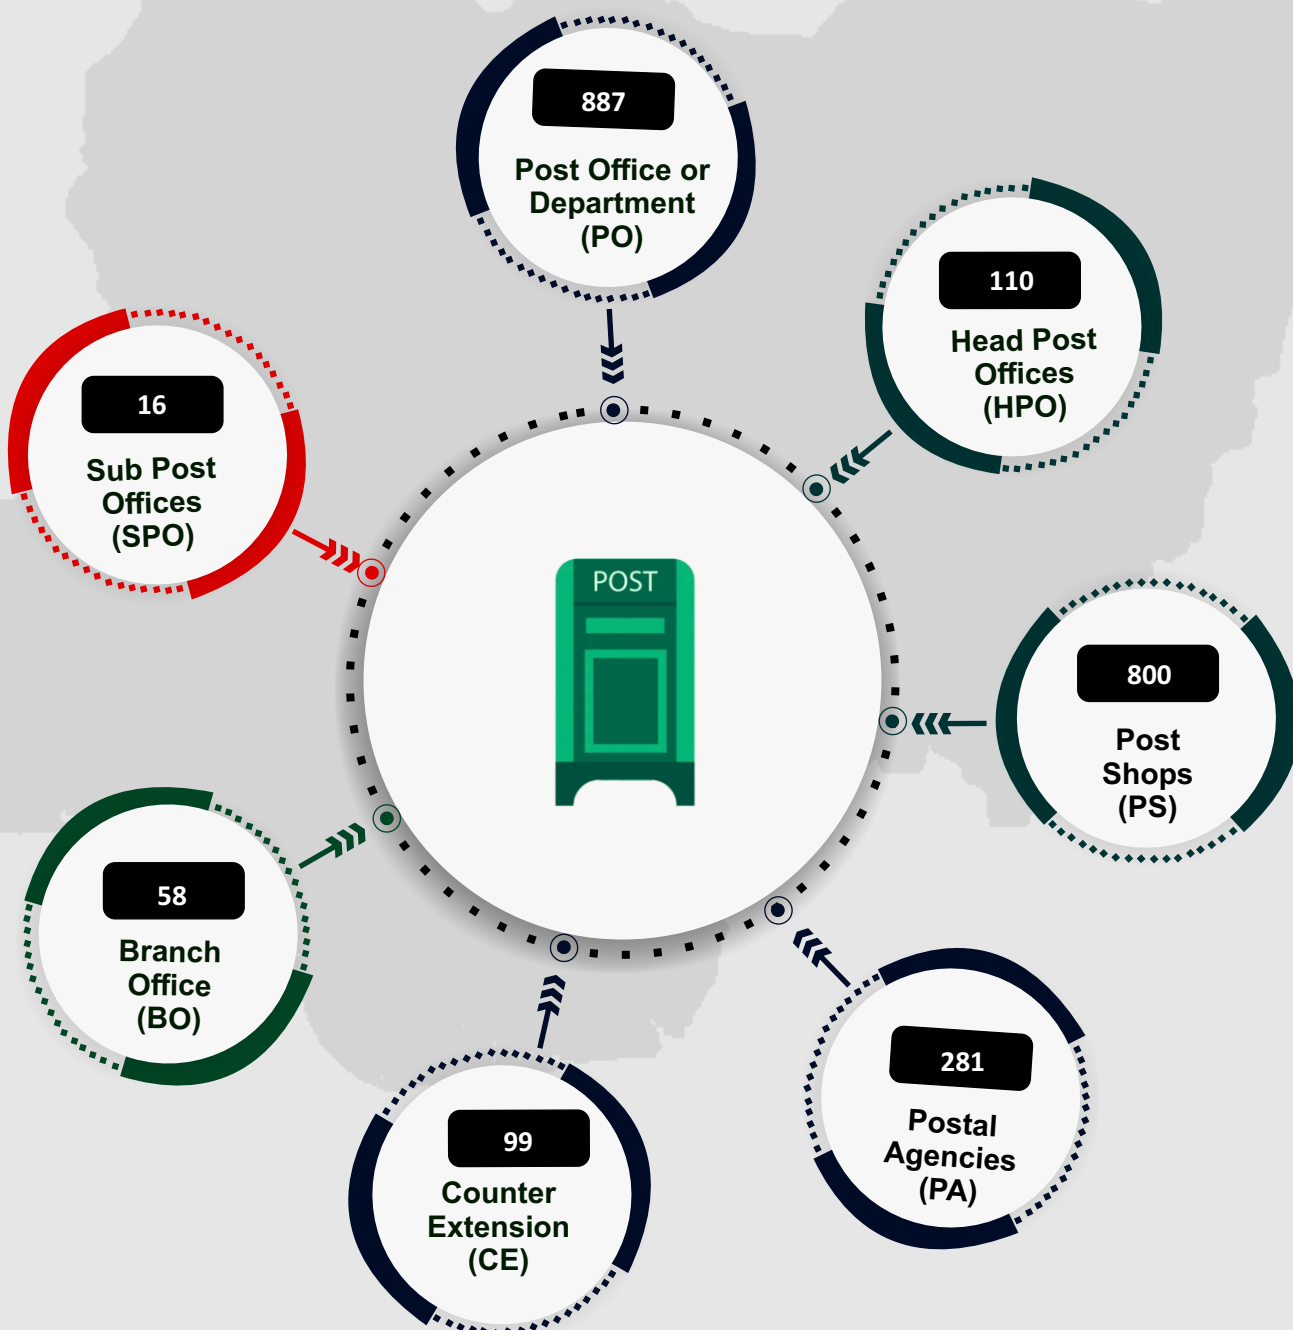 887
Post Office or
Department
(PO)
110
Head Post
Offices
(HPO)
16
Sub Post
Offices
(SPO)
POST
800
Post
Shops
(PS)
58
Branch
Office
(BO)
281
Postal
Agencies
(PA)
99
Counter
Extension
(CE)